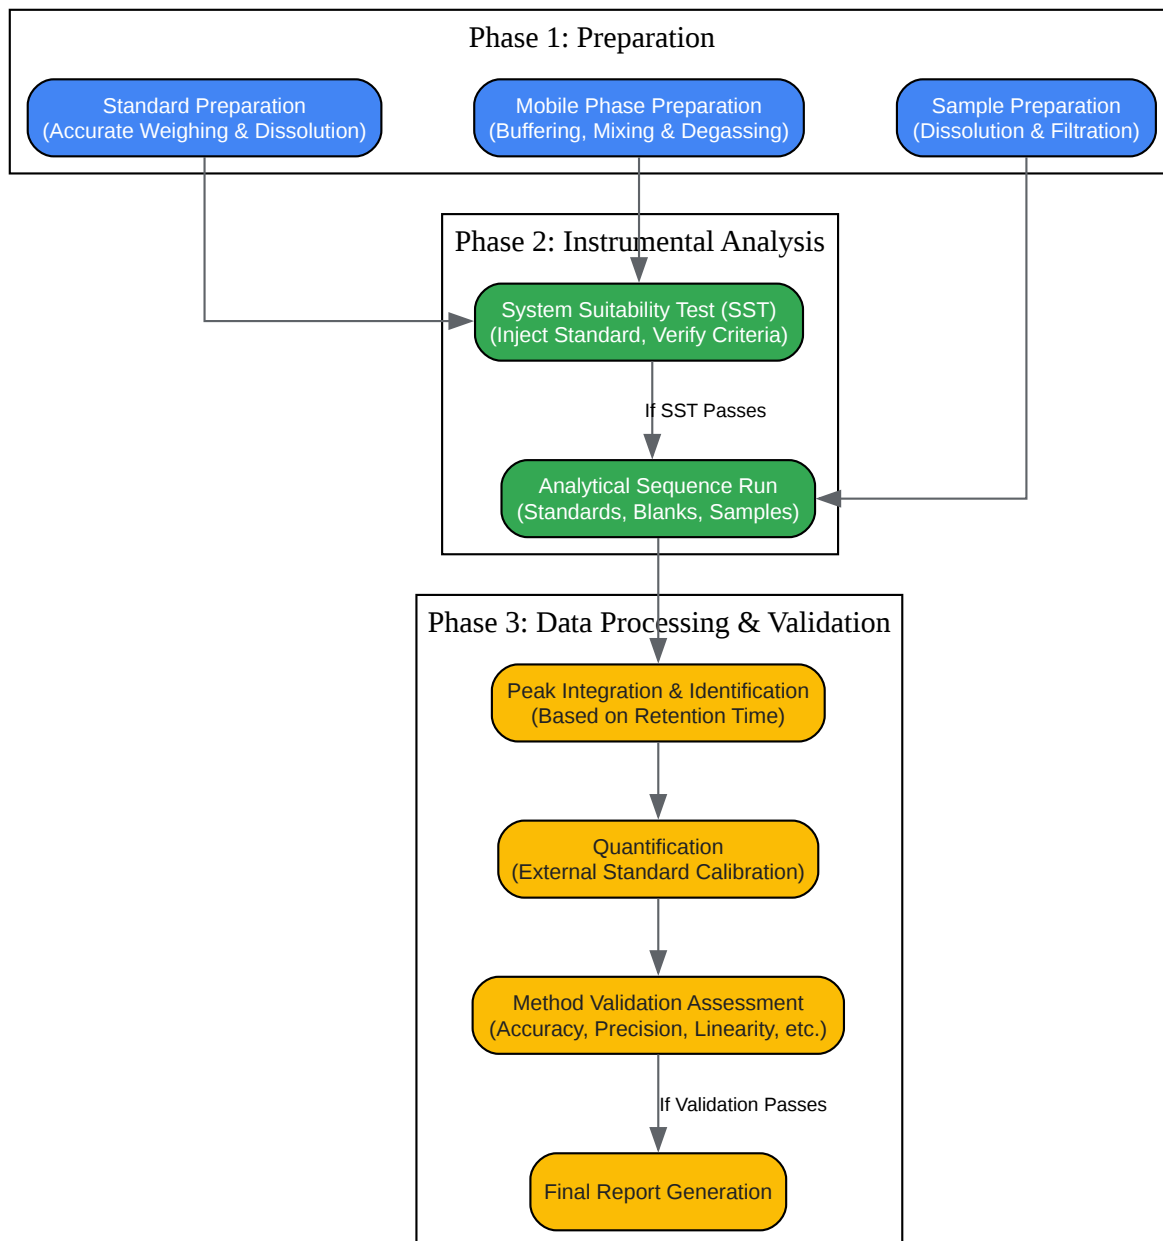 Phase 1: Preparation
Standard Preparation
(Accurate Weighing & Dissolution)
Mobile Phase Preparation
(Buffering, Mixing & Degassing)
Sample Preparation
(Dissolution & Filtration)
Phase 2: Instrumental Analysis
System Suitability Test (SST)
(Inject Standard, Verify Criteria)
If SST Passes
Analytical Sequence Run
(Standards, Blanks, Samples)
Phase 3: Data Processing & Validation
Peak Integration & Identification
(Based on Retention Time)
Quantification
(External Standard Calibration)
Method Validation Assessment
(Accuracy, Precision, Linearity, etc.)
If Validation Passes
Final Report Generation